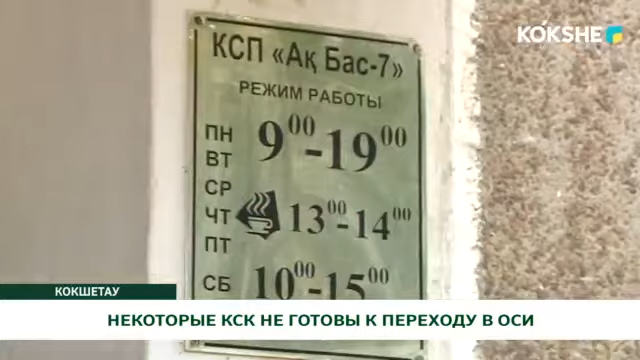 KÓKSHE
КСП «Ақ Бас-7»
РЕЖИМ РАБОТЫ
ПН
ВТ 9⁰⁰-19⁰⁰
СР
ЧТ 13⁰⁰-14⁰⁰
ПТ
СБ 10⁰⁰-15⁰⁰
КОКШЕТАУ
НЕКОТОРЫЕ КСК НЕ ГОТОВЫ К ПЕРЕХОДУ В ОСИ